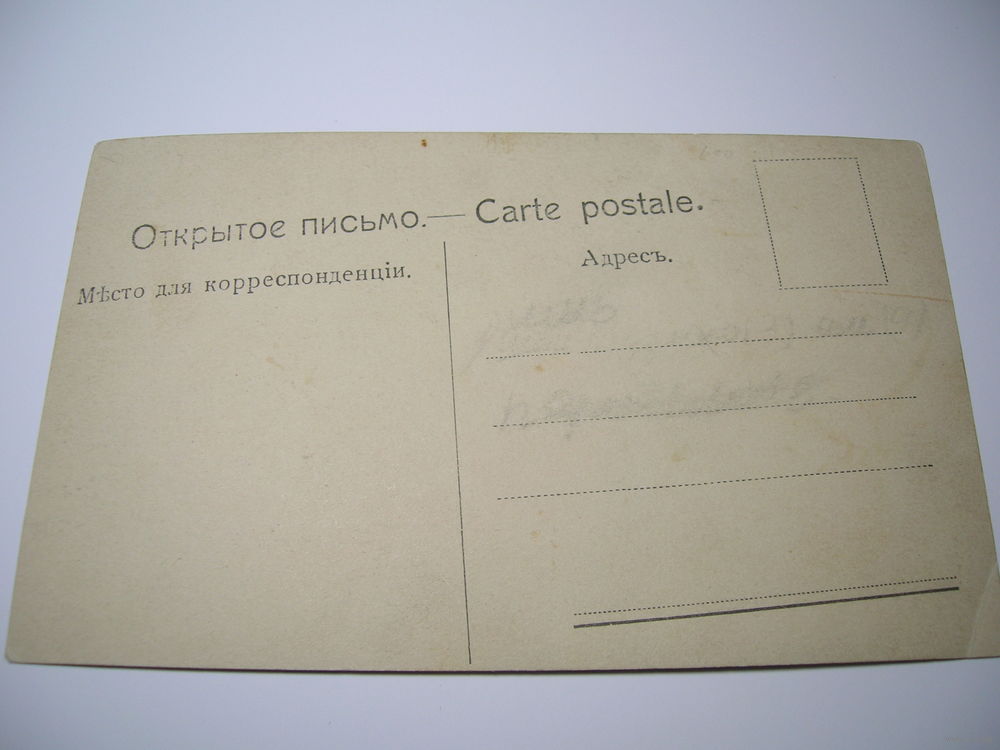 Открытое письмо. — Carte postale.
Мѣсто для корреспонденціи.
Адресъ.